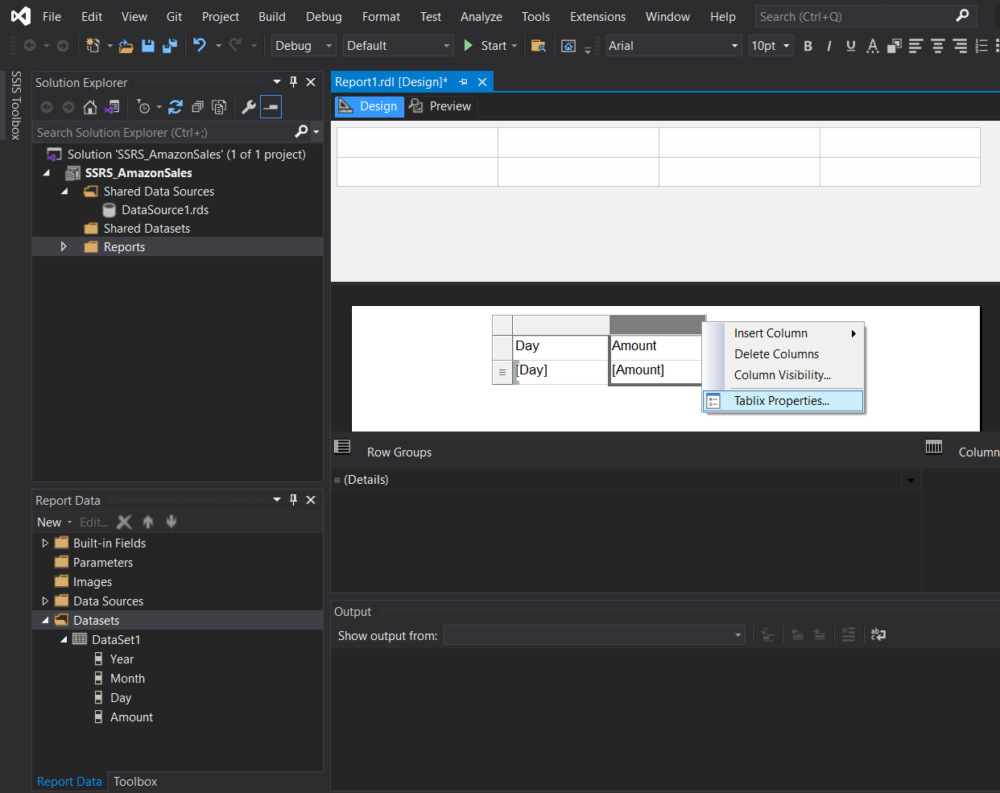 File Edit View Git Project Build Debug Format Test Analyze Tools Extensions Window Help Search (Ctrl+Q)
Debug Default Start Arial 10pt B I U A
SSIS Toolbox
Solution Explorer
Search Solution Explorer (Ctrl+;)
Solution 'SSRS_AmazonSales' (1 of 1 project)
SSRS_AmazonSales
Shared Data Sources
DataSource1.rds
Shared Datasets
Reports
Report Data
New Edit...
Built-in Fields
Parameters
Images
Data Sources
Datasets
DataSet1
Year
Month
Day
Amount
Report Data Toolbox
Report1.rdl [Design]*
Design Preview
Day Amount
[Day] [Amount]
Insert Column
Delete Columns
Column Visibility...
Tablix Properties...
Row Groups Column
(Details)
Output
Show output from: